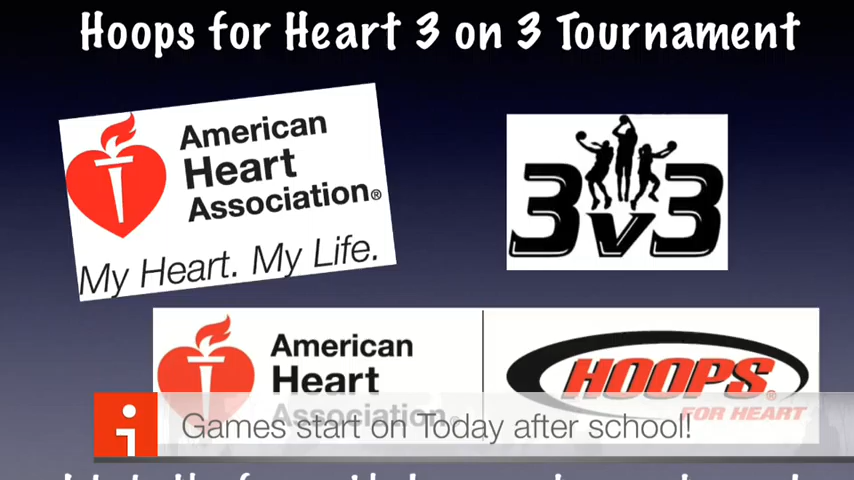 Hoops for Heart 3 on 3 Tournament
American
Heart
Association®
My Heart. My Life.
3v3
American
Heart
Association®
HOOPS®
FOR HEART
i
Games start on Today after school!